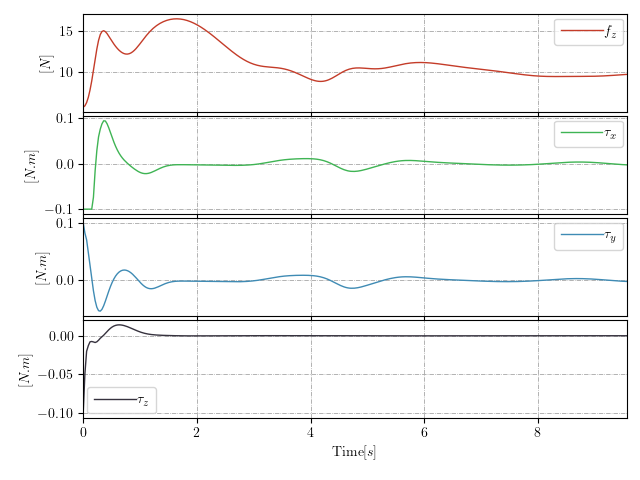 15
10
[N]
f_z
0.1
0.0
−0.1
[N.m]
τ_x
0.1
0.0
[N.m]
τ_y
0.00
−0.05
−0.10
[N.m]
τ_z
0 2 4 6 8
Time[s]